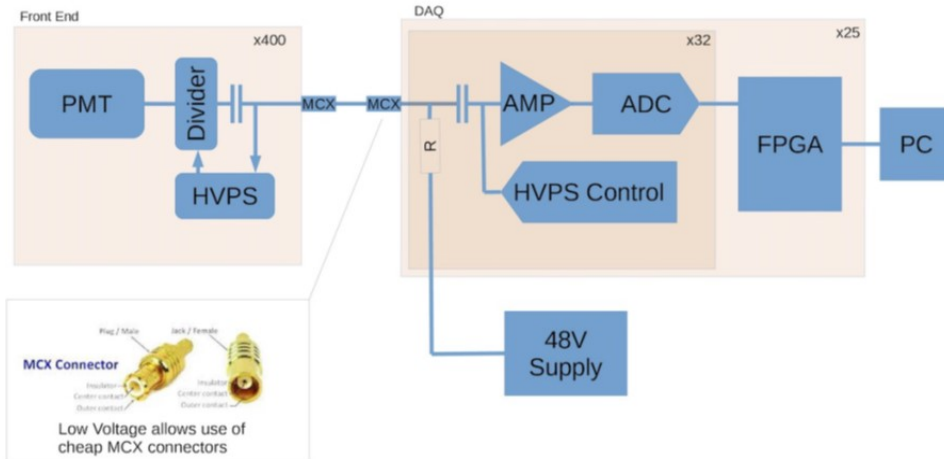 Front End
x400
PMT
Divider
HVPS
MCX
MCX
DAQ
x32
x25
R
AMP
ADC
HVPS Control
FPGA
PC
48V
Supply
Plug / Male
Jack / Female
MCX Connector
Insulator
Center contact
Outer contact
Insulator
Center contact
Outer contact
Low Voltage allows use of
cheap MCX connectors